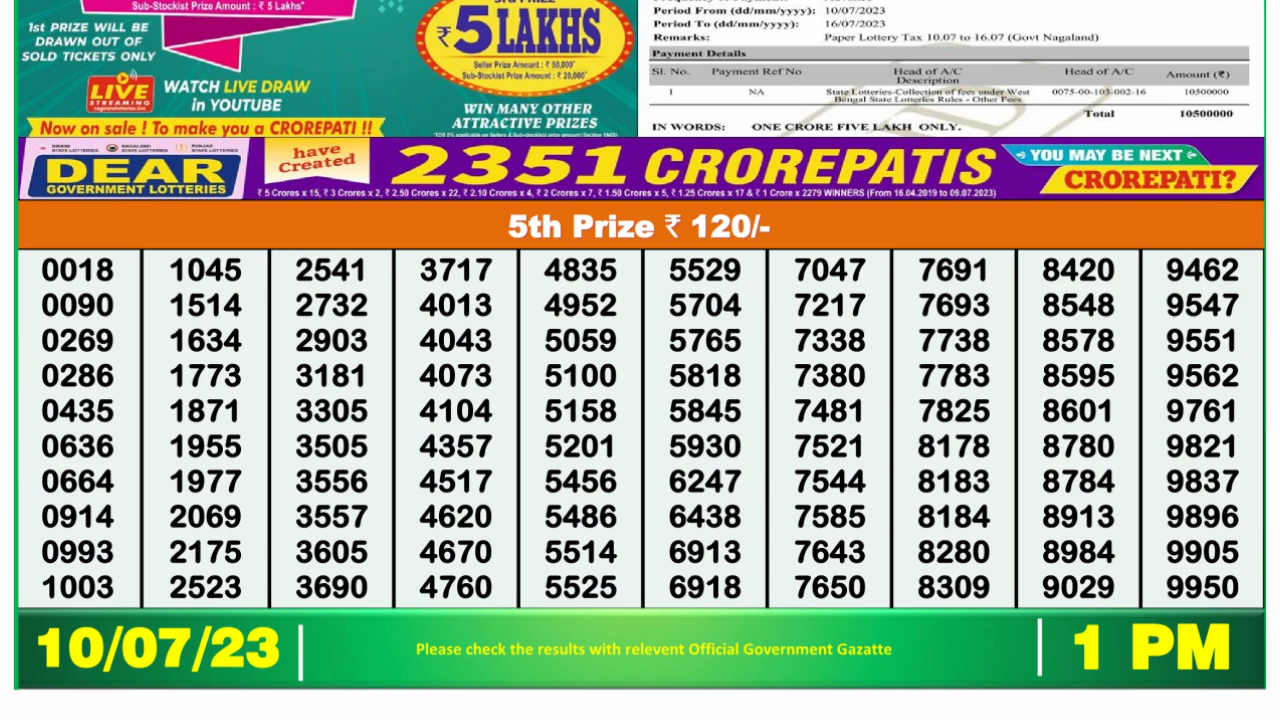 Sub-Stockist Prize Amount : ₹ 5 Lakhs*
1st PRIZE WILL BE
DRAWN OUT OF
SOLD TICKETS ONLY
LIVE
STREAMING
WATCH LIVE DRAW
in YOUTUBE
Now on sale ! To make you a CROREPATI !!
₹5 LAKHS
Seller Prize Amount : ₹ 50,000*
Sub-Stockist Prize Amount : ₹ 20,000*
WIN MANY OTHER
ATTRACTIVE PRIZES
Period From (dd/mm/yyyy): 10/07/2023
Period To (dd/mm/yyyy): 16/07/2023
Remarks: Paper Lottery Tax 10.07 to 16.07 (Govt Nagaland)
Payment Details
Sl. No. Payment Ref No Head of A/C Description Head of A/C Amount (₹)
1 NA State Lotteries-Collection of fees under West 0075-00-103-002-16 10500000
Bengal State Lotteries Rules - Other Fees
Total 10500000
IN WORDS: ONE CRORE FIVE LAKH ONLY.
SIKKIM STATE LOTTERIES NAGALAND STATE LOTTERIES PUNJAB STATE LOTTERIES
DEAR
GOVERNMENT LOTTERIES
have
Created
2351 CROREPATIS
YOU MAY BE NEXT
CROREPATI?
₹ 5 Crores x 15, ₹ 3 Crores x 2, ₹ 2.50 Crores x 22, ₹ 2.10 Crores x 4, ₹ 2 Crores x 7, ₹ 1.50 Crores x 5, ₹ 1.25 Crores x 17 & ₹ 1 Crore x 2279 WINNERS (From 16.04.2019 to 09.07.2023)
5th Prize ₹ 120/-
0018 1045 2541 3717 4835 5529 7047 7691 8420 9462
0090 1514 2732 4013 4952 5704 7217 7693 8548 9547
0269 1634 2903 4043 5059 5765 7338 7738 8578 9551
0286 1773 3181 4073 5100 5818 7380 7783 8595 9562
0435 1871 3305 4104 5158 5845 7481 7825 8601 9761
0636 1955 3505 4357 5201 5930 7521 8178 8780 9821
0664 1977 3556 4517 5456 6247 7544 8183 8784 9837
0914 2069 3557 4620 5486 6438 7585 8184 8913 9896
0993 2175 3605 4670 5514 6913 7643 8280 8984 9905
1003 2523 3690 4760 5525 6918 7650 8309 9029 9950
10/07/23
Please check the results with relevent Official Government Gazatte
1 PM